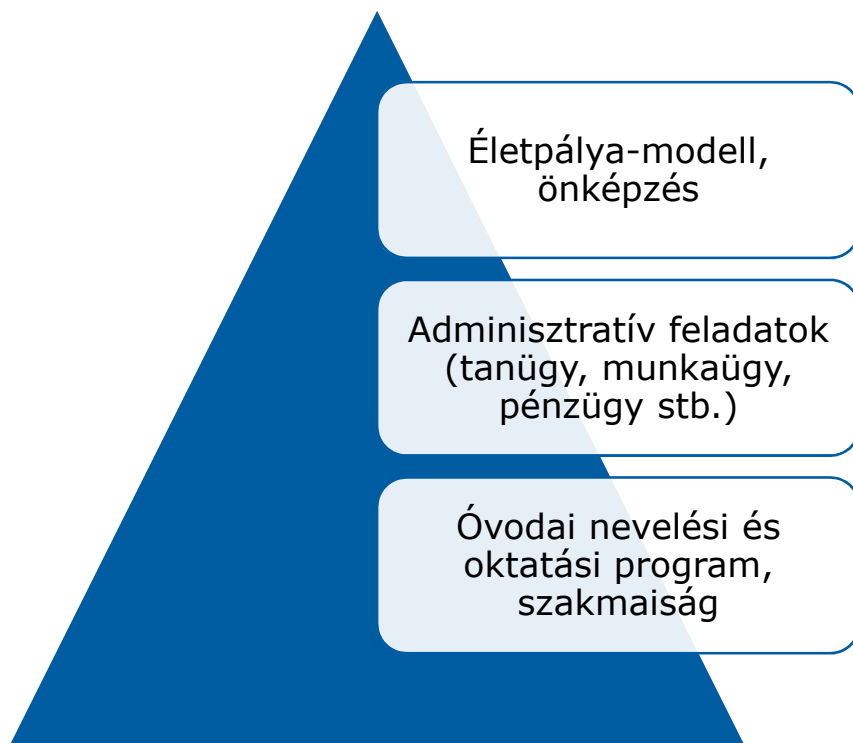 Életpálya-modell,
önképzés
Adminisztratív feladatok
(tanügy, munkaügy,
pénzügy stb.)
Óvodai nevelési és
oktatási program,
szakmaiság